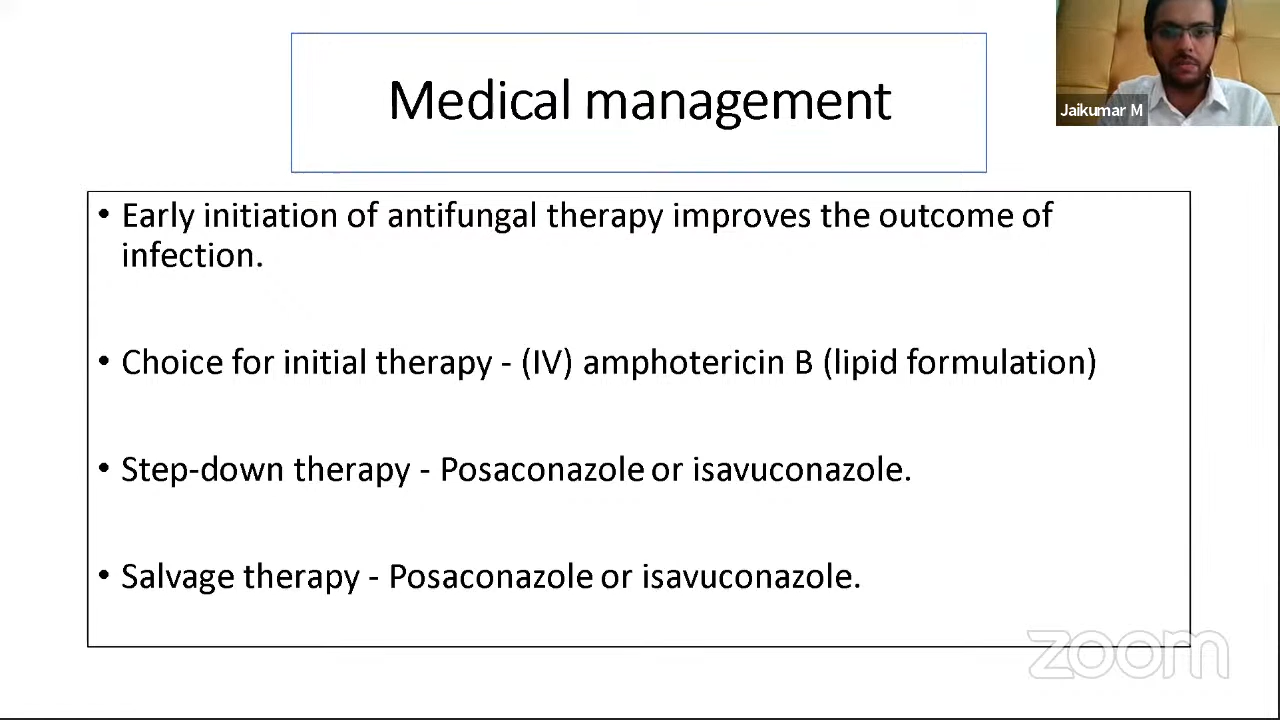 Medical management
Jaikumar M
• Early initiation of antifungal therapy improves the outcome of
infection.
• Choice for initial therapy - (IV) amphotericin B (lipid formulation)
• Step-down therapy - Posaconazole or isavuconazole.
• Salvage therapy - Posaconazole or isavuconazole.
zoom